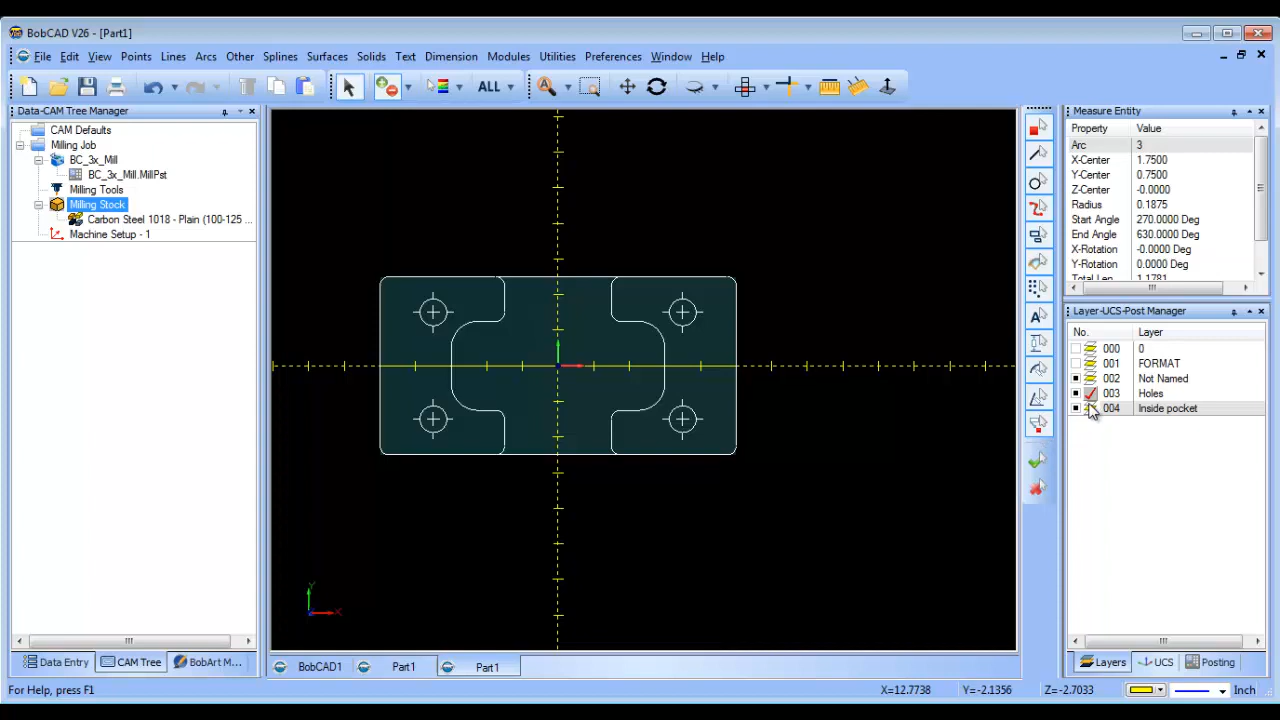 BobCAD V26 - [Part1]
File Edit View Points Lines Arcs Other Splines Surfaces Solids Text Dimension Modules Utilities Preferences Window Help
ALL
Data-CAM Tree Manager
CAM Defaults
Milling Job
BC_3x_Mill
BC_3x_Mill.MillPst
Milling Tools
Milling Stock
Carbon Steel 1018 - Plain (100-125 ...
Machine Setup - 1
Data Entry
CAM Tree
BobArt M...
Y
X
BobCAD1
Part1
Part1
Measure Entity
Property Value
Arc 3
X-Center 1.7500
Y-Center 0.7500
Z-Center -0.0000
Radius 0.1875
Start Angle 270.0000 Deg
End Angle 630.0000 Deg
X-Rotation -0.0000 Deg
Y-Rotation 0.0000 Deg
Total Len 1.1781
Layer-UCS-Post Manager
No. Layer
000 0
001 FORMAT
002 Not Named
003 Holes
004 Inside pocket
Layers
UCS
Posting
For Help, press F1
X=12.7738 Y=-2.1356 Z=-2.7033
Inch